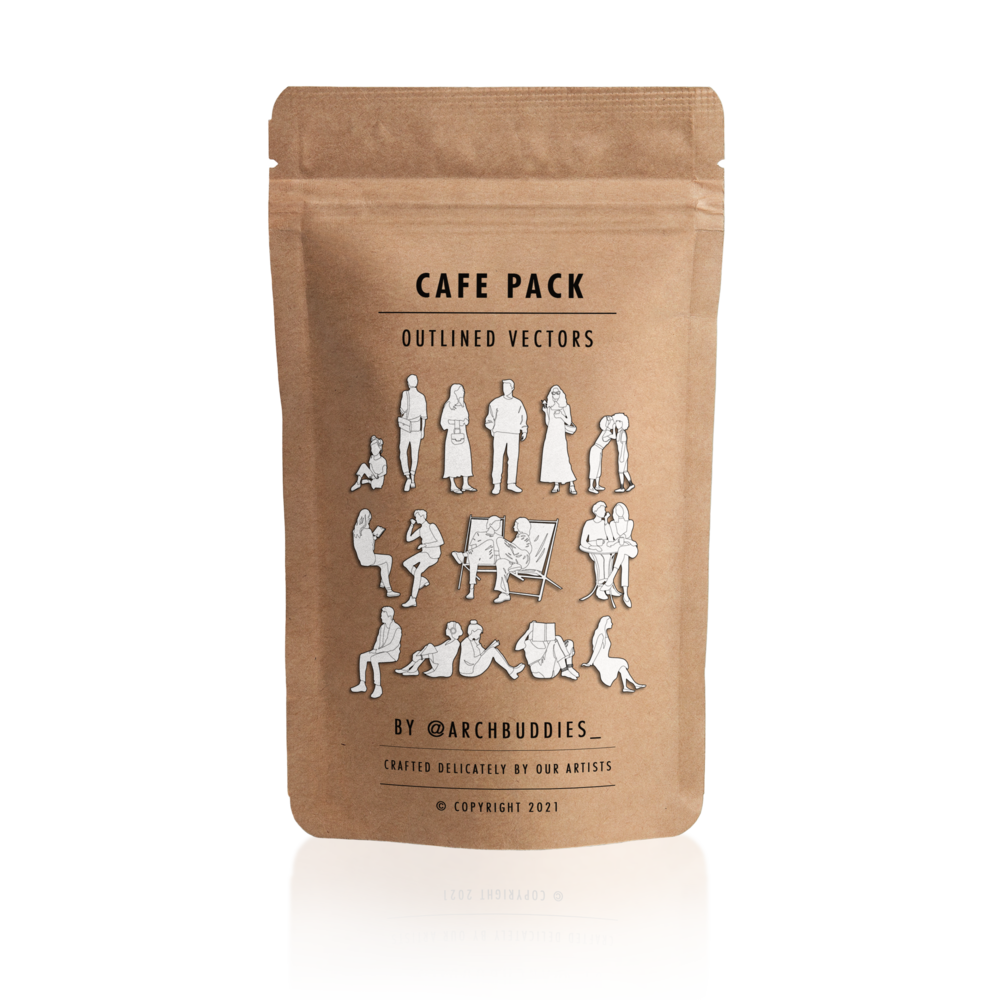 CAFE PACK
OUTLINED VECTORS
BY @ARCHBUDDIES_
CRAFTED DELICATELY BY OUR ARTISTS
© COPYRIGHT 2021